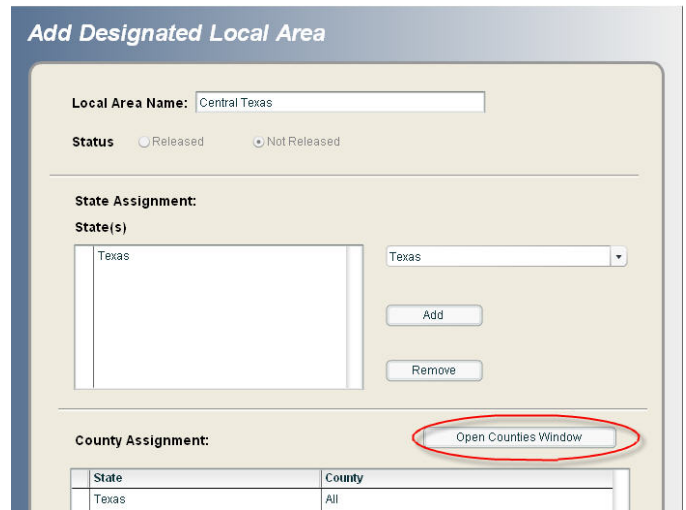 Add Designated Local Area
Local Area Name: Central Texas
Status Released Not Released
State Assignment:
State(s)
Texas Texas
Add
Remove
County Assignment: Open Counties Window
State County
Texas All